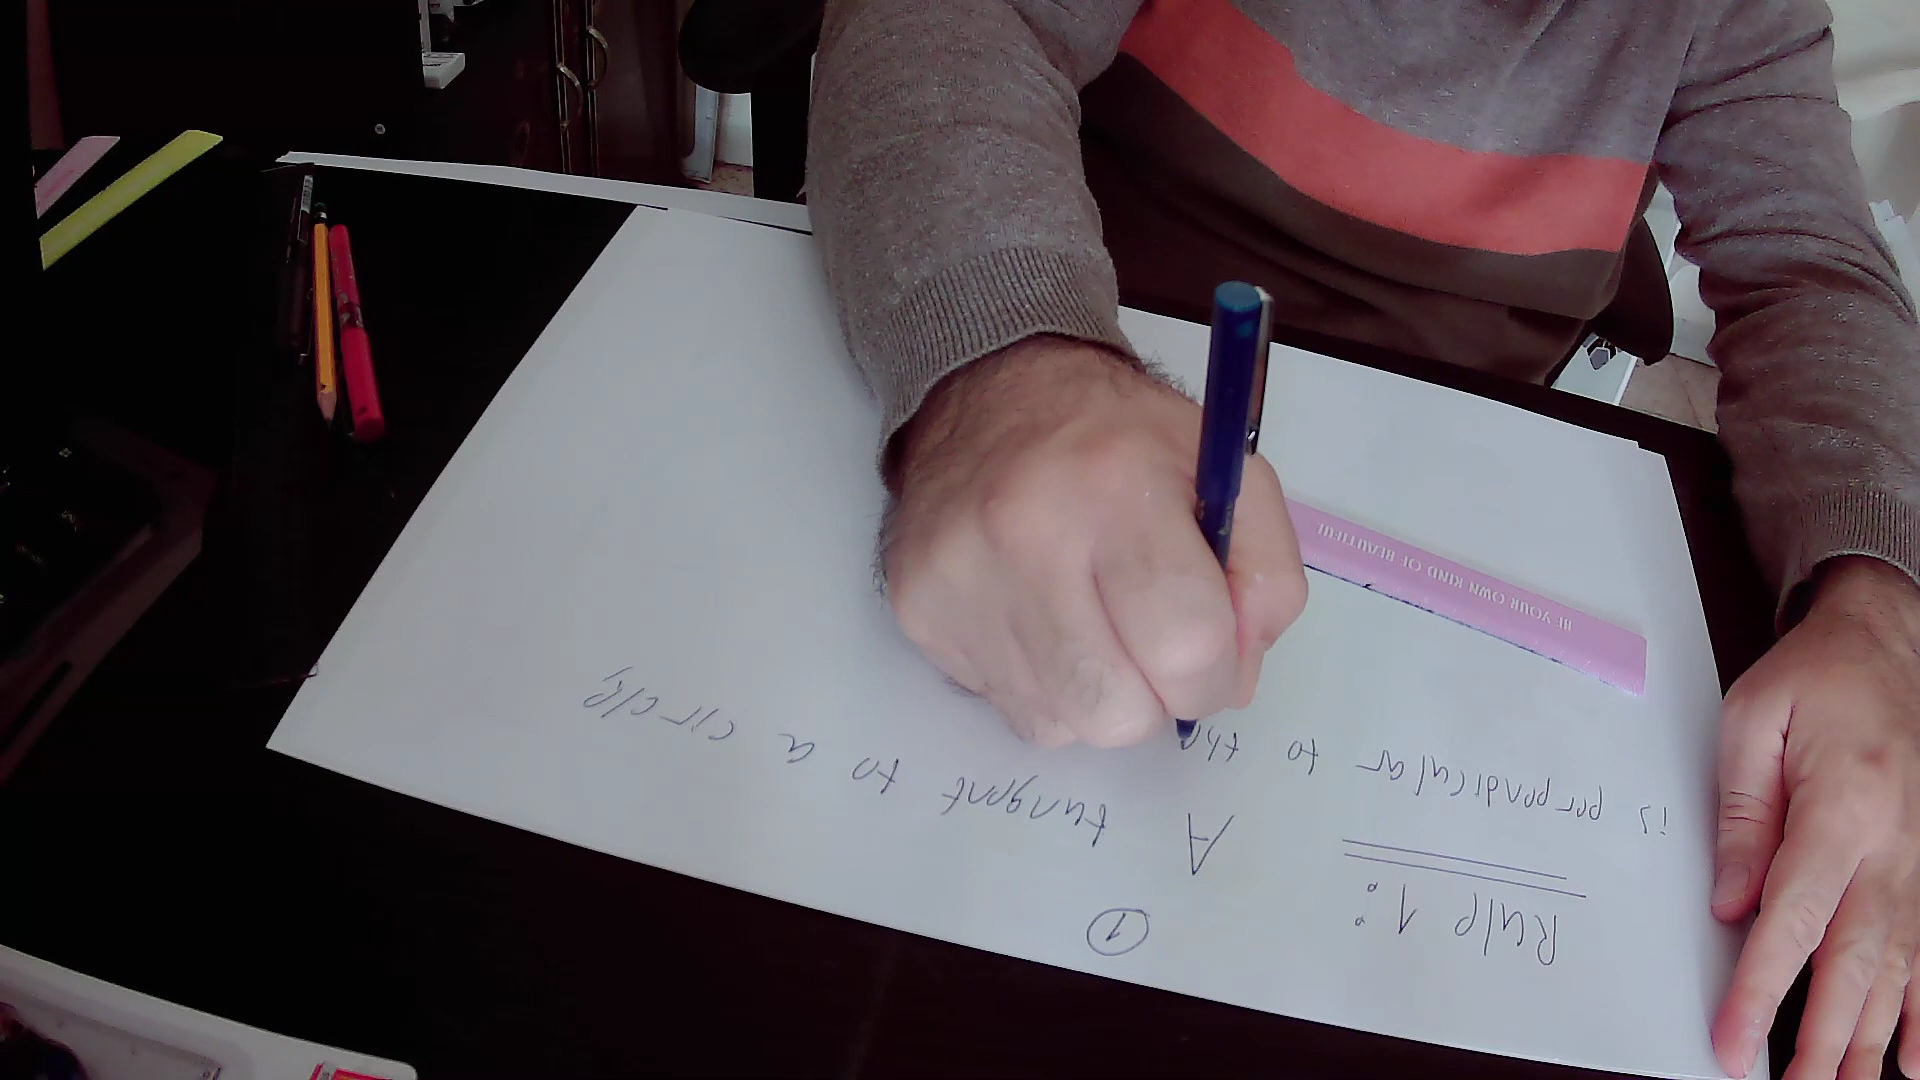 ①
Rule 1:
A tangent to a circle
is perpendicular to the
BE YOUR OWN KIND OF BEAUTIFUL